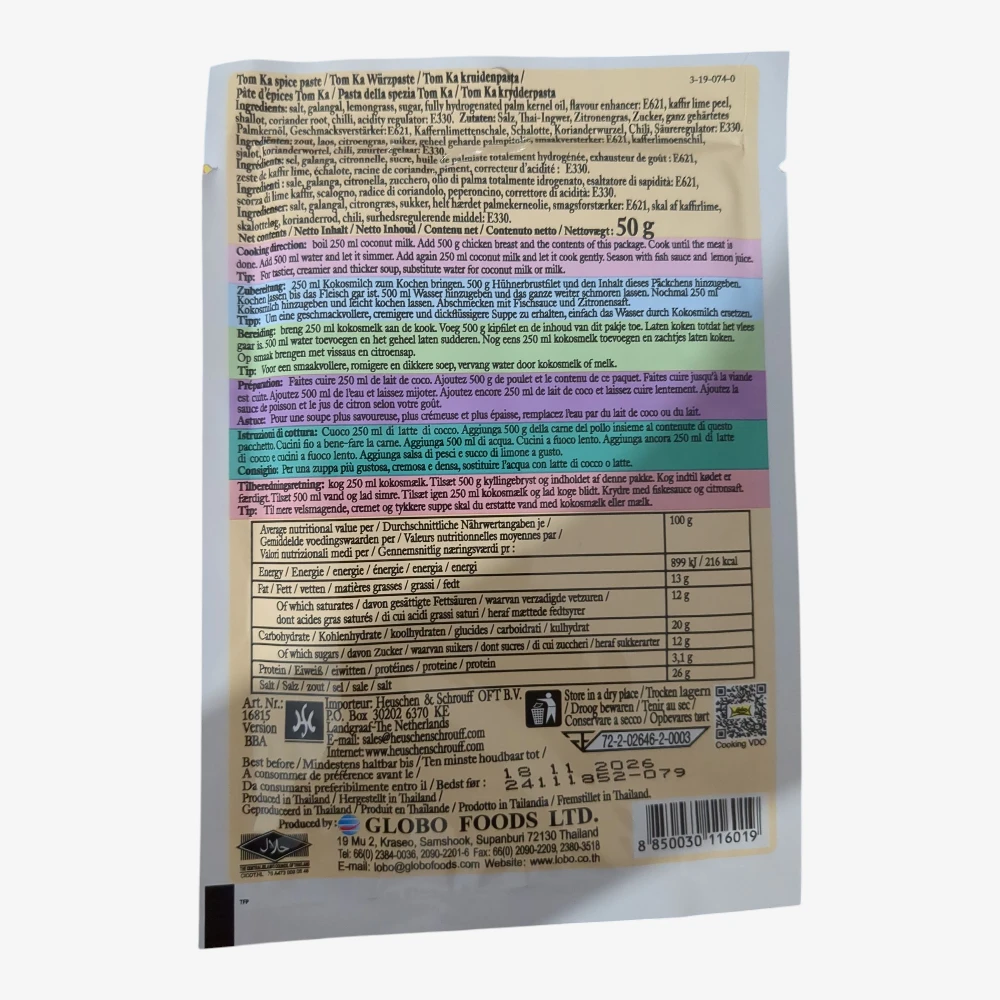 3-19-074-0
Tom Ka spice paste / Tom Ka Würzpaste / Tom Ka kruidenpasta /
Pâte d'épices Tom Ka / Pasta della spezia Tom Ka / Tom Ka krydderpasta
Ingredients: salt, galangal, lemongrass, sugar, fully hydrogenated palm kernel oil, flavour enhancer: E621, kaffir lime peel,
shallot, coriander root, chilli, acidity regulator: E330. Zutaten: Salz, Thai-Ingwer, Zitronengras, Zucker, ganz gehärtetes
Palmkernöl, Geschmacksverstärker: E621, Kaffernlimettenschale, Schalotte, Korianderwurzel, Chili, Säureregulator: E330.
Ingrediënten: zout, laos, citroengras, suiker, geheel geharde palmpitolie, smaakversterker: E621, kafferlimoenschil,
sjalot, korianderwortel, chili, zuurteregelaar: E330.
Ingrédients: sel, galanga, citronnelle, sucre, huile de palmiste totalement hydrogénée, exhausteur de goût : E621,
zeste de kaffir lime, échalote, racine de coriandre, piment, correcteur d'acidité : E330.
Ingredienti : sale, galanga, citronella, zucchero, olio di palma totalmente idrogenato, esaltatore di sapidità: E621,
scorza di lime kaffir, scalogno, radice di coriandolo, peperoncino, correttore di acidità: E330.
Ingredienser: salt, galangal, citrongræs, sukker, helt hærdet palmekerneolie, smagsforstærker: E621, skal af kaffirlime,
skalotteløg, korianderrod, chili, surhedsregulerende middel: E330.
Net contents / Netto Inhalt / Netto Inhoud / Contenu net / Contenuto netto / Nettovægt : 50 g
Cooking direction: boil 250 ml coconut milk. Add 500 g chicken breast and the contents of this package. Cook until the meat is
done. Add 500 ml water and let it simmer. Add again 250 ml coconut milk and let it cook gently. Season with fish sauce and lemon juice.
Tip: For tastier, creamier and thicker soup, substitute water for coconut milk or milk.
Zubereitung: 250 ml Kokosmilch zum Kochen bringen. 500 g Hühnerbrustfilet und den Inhalt dieses Päckchens hinzugeben.
Kochen lassen bis das Fleisch gar ist. 500 ml Wasser hinzugeben und das ganze weiter schmoren lassen. Nochmal 250 ml
Kokosmilch hinzugeben und leicht kochen lassen. Abschmecken mit Fischsauce und Zitronensaft.
Tipp: Um eine geschmackvollere, cremigere und dickflüssigere Suppe zu erhalten, einfach das Wasser durch Kokosmilch ersetzen.
Bereiding: breng 250 ml kokosmelk aan de kook. Voeg 500 g kipfilet en de inhoud van dit pakje toe. Laten koken totdat het vlees
gaar is. 500 ml water toevoegen en het geheel laten sudderen. Nog eens 250 ml kokosmelk toevoegen en zachtjes laten koken.
Op smaak brengen met vissaus en citroensap.
Tip: Voor een smaakvollere, romigere en dikkere soep, vervang water door kokosmelk of melk.
Préparation: Faites cuire 250 ml de lait de coco. Ajoutez 500 g de poulet et le contenu de ce paquet. Faites cuire jusqu'à la viande
est cuite. Ajoutez 500 ml de l'eau et laissez mijoter. Ajoutez encore 250 ml de lait de coco et laissez cuire lentement. Ajoutez la
sauce de poisson et le jus de citron selon votre goût.
Astuce: Pour une soupe plus savoureuse, plus crémeuse et plus épaisse, remplacez l'eau par du lait de coco ou du lait.
Istruzioni di cottura: Cuoco 250 ml di latte di cocco. Aggiunga 500 g della carne del pollo insieme al contenute di questo
pacchetto. Cucini fio a bene-fare la carne. Aggiunga 500 ml di acqua. Cucini a fuoco lento. Aggiunga ancora 250 ml di latte
di cocco e cucini a fuoco lento. Aggiunga salsa di pesci e succo di limone a gusto.
Consiglio: Per una zuppa più gustosa, cremosa e densa, sostituire l'acqua con latte di cocco o latte.
Tilberedningsretning: kog 250 ml kokosmælk. Tilsæt 500 g kyllingebryst og indholdet af denne pakke. Kog indtil kødet er
færdigt. Tilsæt 500 ml vand og lad simre. Tilsæt igen 250 ml kokosmælk og lad koge blidt. Krydre med fiskesauce og citronsaft.
Tip: Til mere velsmagende, cremet og tykkere suppe skal du erstatte vand med kokosmælk eller mælk.
Average nutritional value per / Durchschnittliche Nährwertangaben je / 100 g
Gemiddelde voedingswaarden per / Valeurs nutritionnelles moyennes par /
Valori nutrizionali medi per / Gennemsnitlig næringsværdi pr :
Energy / Energie / energie / énergie / energia / energi 899 kJ / 216 kcal
Fat / Fett / vetten / matières grasses / grassi / fedt 13 g
Of which saturates / davon gesättigte Fettsäuren / waarvan verzadigde vetzuren / 12 g
dont acides gras saturés / di cui acidi grassi saturi / heraf mættede fedtsyrer
Carbohydrate / Kohlenhydrate / koolhydraten / glucides / carboidrati / kulhydrat 20 g
Of which sugars / davon Zucker / waarvan suikers / dont sucres / di cui zuccheri / heraf sukkerarter 12 g
Protein / Eiweiß / eiwitten / protéines / proteine / protein 3,1 g
Salt / Salz / zout / sel / sale / salt 26 g
Art. Nr.:
16815
Version
BBA
Importeur: Heuschen & Schrouff OFT B.V.
P.O. Box 30202 6370 KE
Landgraaf-The Netherlands
E-mail: sales@heuschenschrouff.com
Internet: www.heuschenschrouff.com
Store in a dry place / Trocken lagern
/ Droog bewaren / Tenir au sec /
Conservare a secco / Opbevares tørt
72-2-02646-2-0003
Cooking VDO
Best before / Mindestens haltbar bis / Ten minste houdbaar tot /
A consommer de préférence avant le /
Da consumarsi preferibilmente entro il / Bedst før :
18 11 2026
24111852-079
Produced in Thailand / Hergestellt in Thailand /
Geproduceerd in Thailand / Produit en Thaïlande / Prodotto in Tailandia / Fremstillet in Thailand.
Produced by : GLOBO FOODS LTD.
19 Mu 2, Kraseo, Samshook, Supanburi 72130 Thailand
Tel: 66(0) 2384-0036, 2090-2201-6 Fax: 66(0) 2090-2209, 2380-3518
E-mail: lobo@globofoods.com Website: www.lobo.co.th
حلال
8 850030 116019
TFP